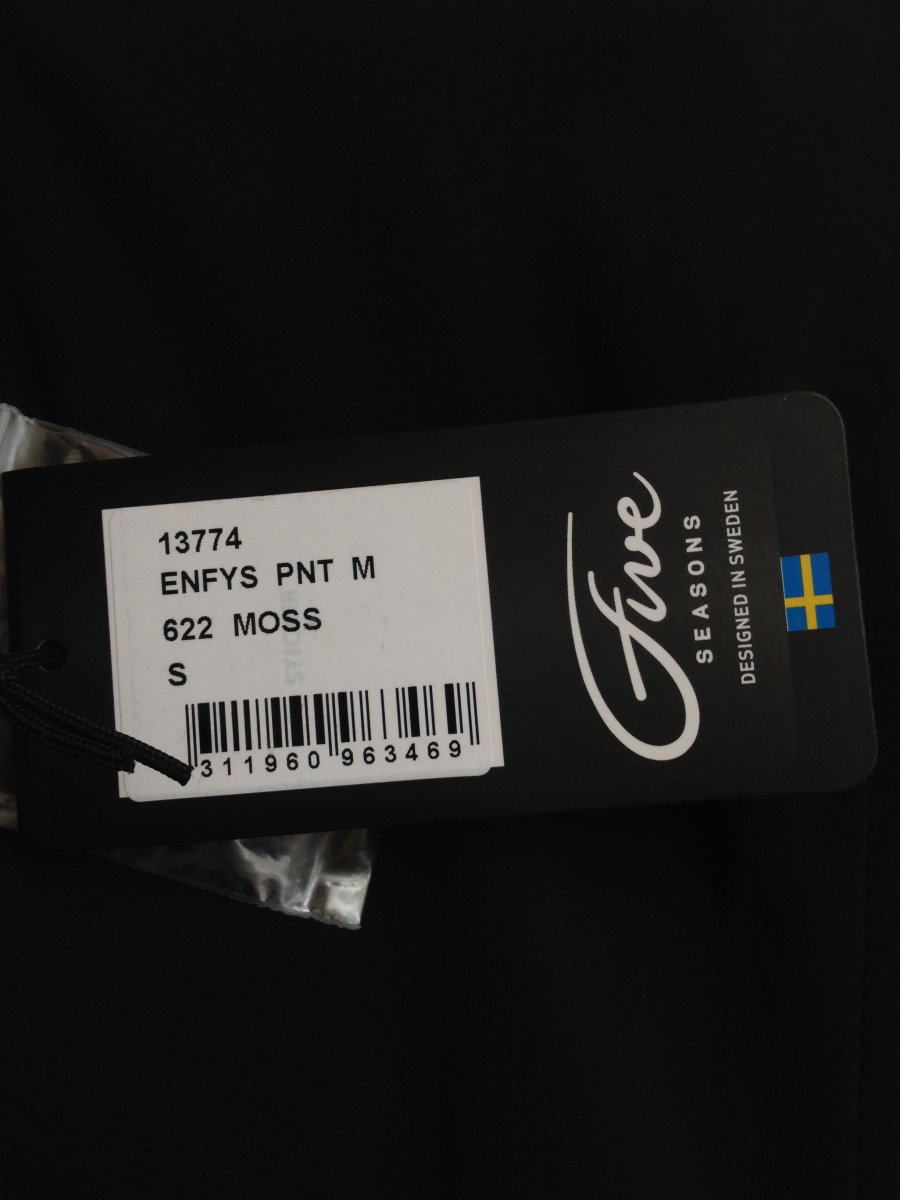 13774
ENFYS PNT M
622 MOSS
S
311960 963469
Five
SEASONS
DESIGNED IN SWEDEN